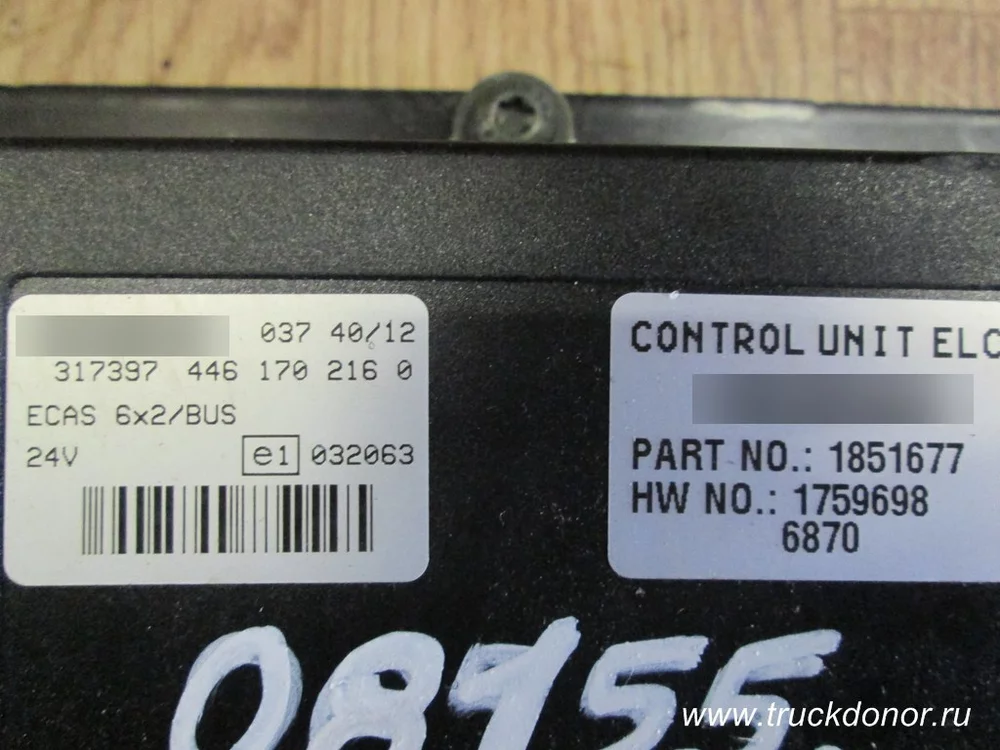 037 40/12
317397 446 170 216 0
ECAS 6x2/BUS
24V e1 032063
CONTROL UNIT ELC
PART NO.: 1851677
HW NO.: 1759698
6870
08955
www.truckdonor.ru